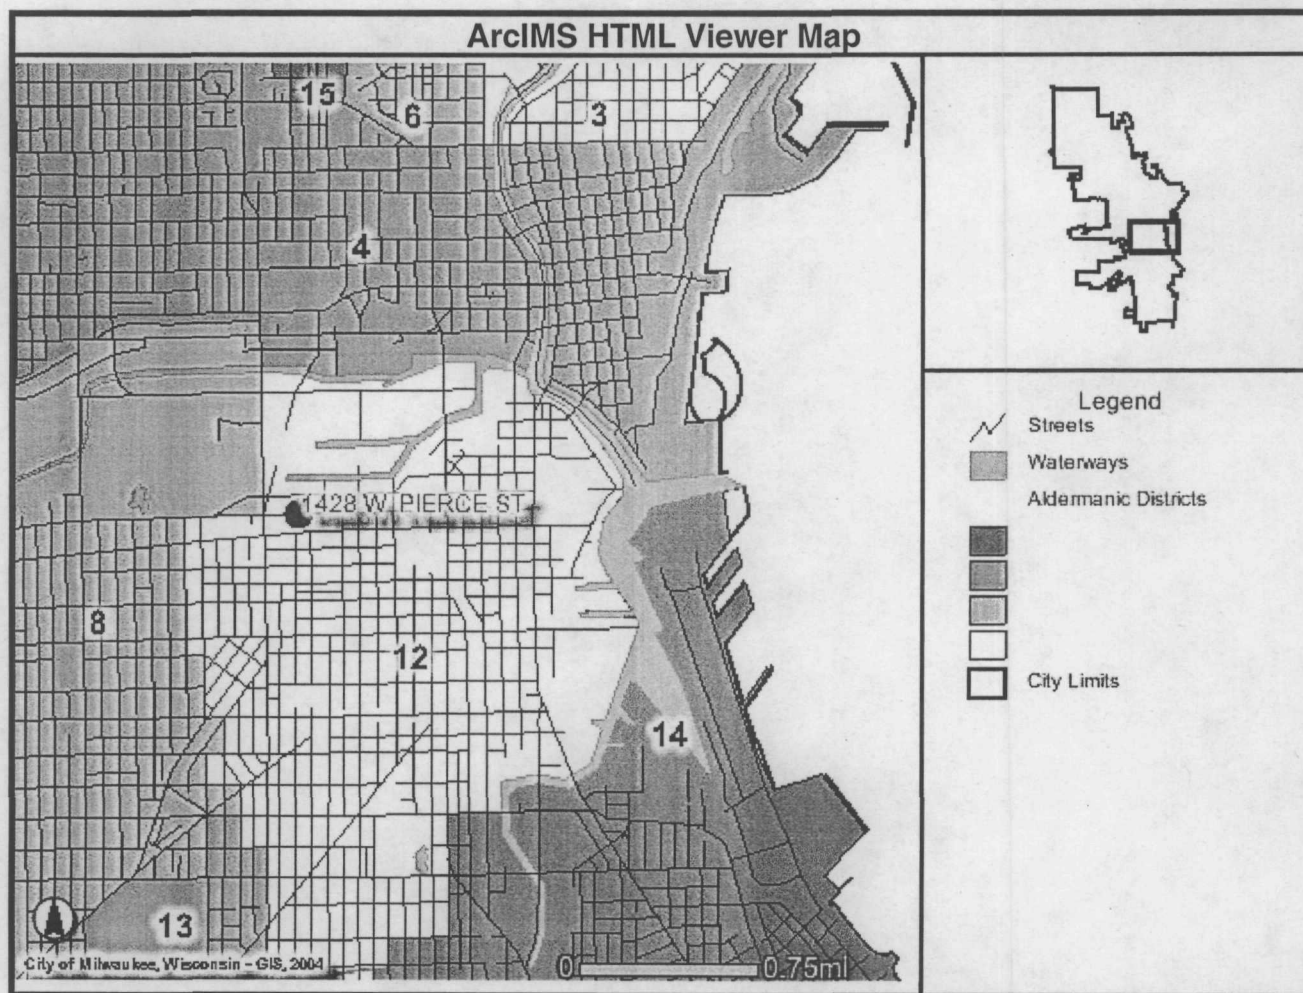 ArcIMS HTML Viewer Map
15
6
3
4
1428 W. PIERCE ST
8
12
14
13
City of Milwaukee, Wisconsin - GIS, 2004
0 0.75mi
Legend
Streets
Waterways
Aldermanic Districts
City Limits